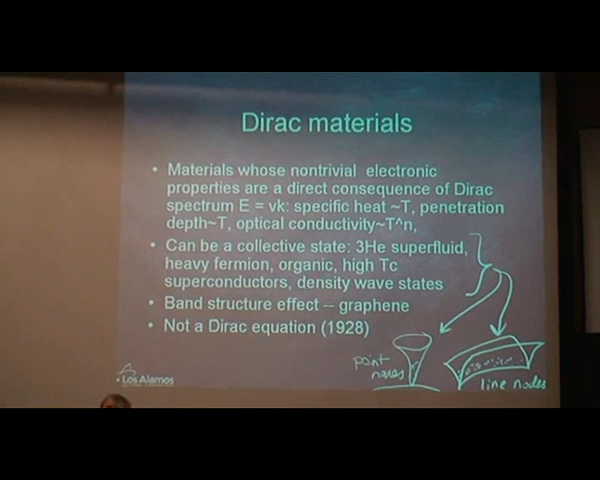 Dirac materials
• Materials whose nontrivial electronic
properties are a direct consequence of Dirac
spectrum E = vk: specific heat ~T, penetration
depth~T, optical conductivity~T^n,
• Can be a collective state: 3He superfluid,
heavy fermion, organic, high Tc
superconductors, density wave states
• Band structure effect -- graphene
• Not a Dirac equation (1928)
point
line nodes
• Los Alamos